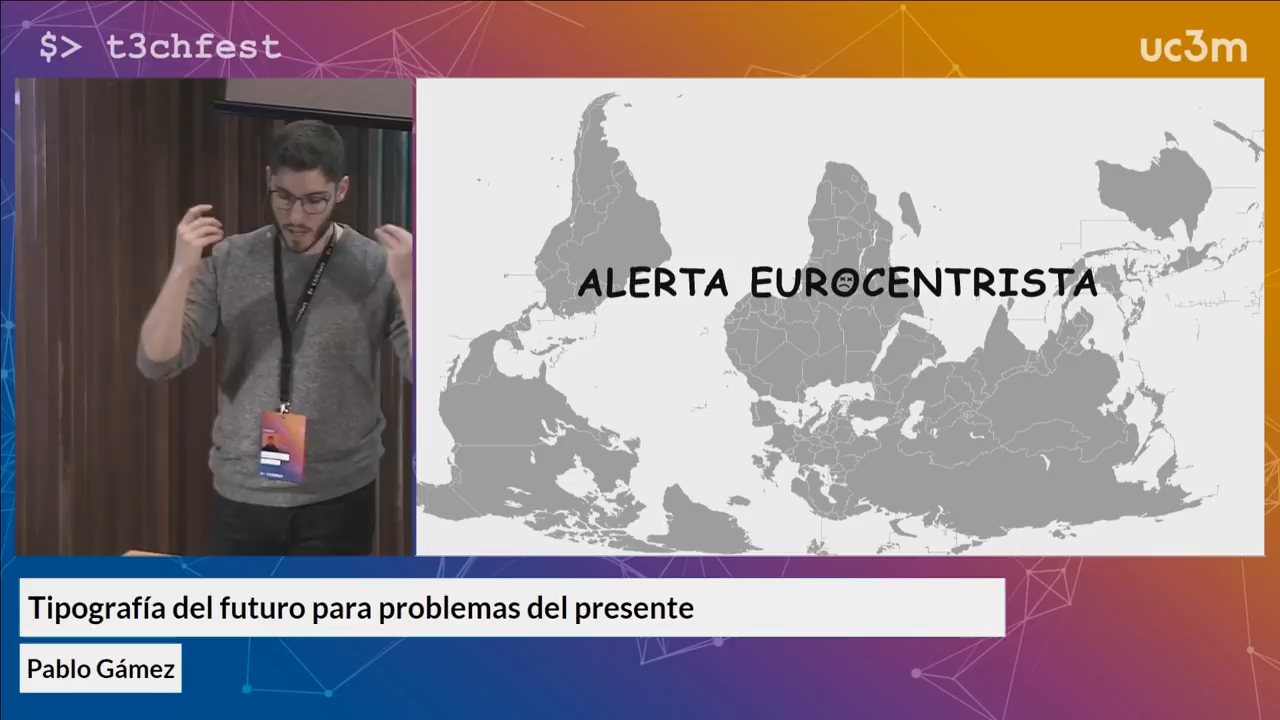 $> t3chfest
uc3m
ALERTA EUROCENTRISTA
Tipografía del futuro para problemas del presente
Pablo Gámez